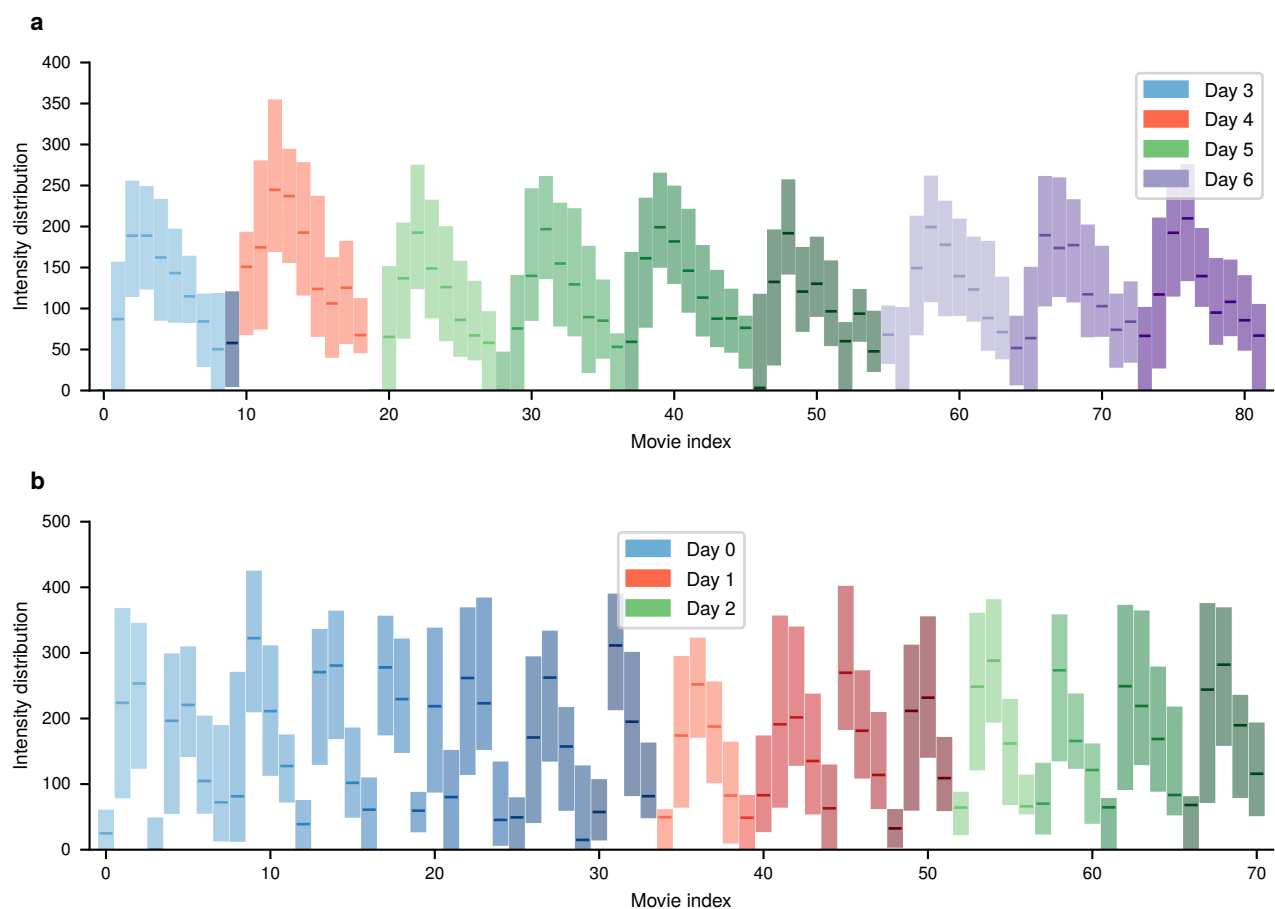 a
400
350
300
250
200
150
100
50
0
Intensity distribution
Day 3
Day 4
Day 5
Day 6
0 10 20 30 40 50 60 70 80
Movie index
b
500
400
300
200
100
0
Intensity distribution
Day 0
Day 1
Day 2
0 10 20 30 40 50 60 70
Movie index